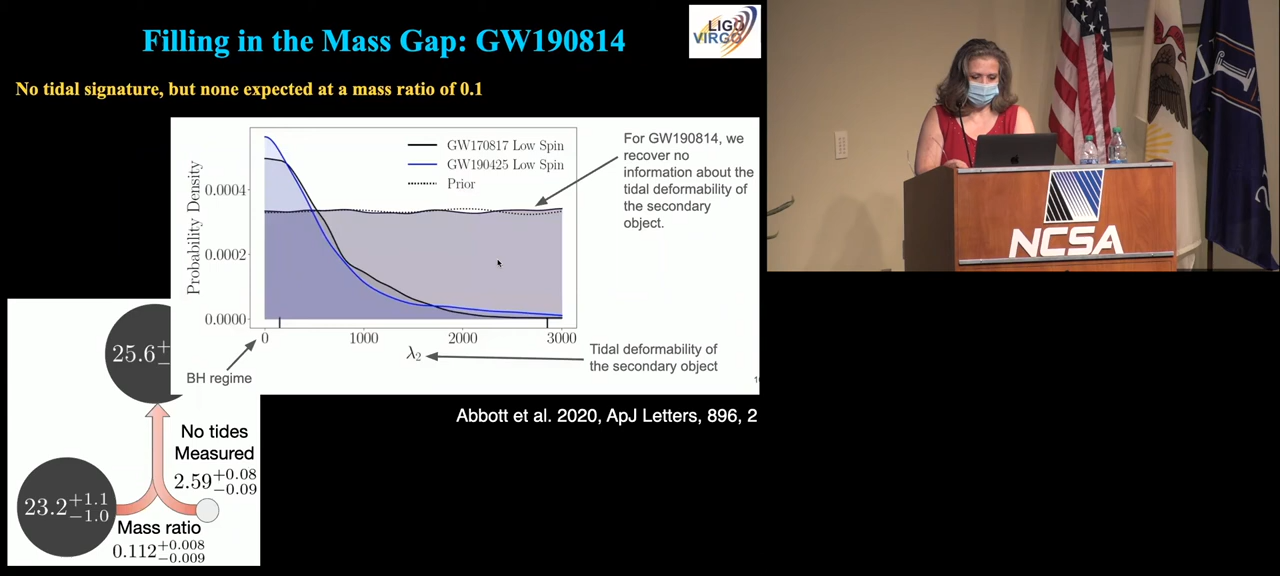 Filling in the Mass Gap: GW190814
LIGO
VIRGO
No tidal signature, but none expected at a mass ratio of 0.1
GW170817 Low Spin
GW190425 Low Spin
Prior
Probability Density
0.0004
0.0002
0.0000
0
1000
2000
3000
λ₂
For GW190814, we
recover no
information about the
tidal deformability of
the secondary
object.
Tidal deformability of
the secondary object
BH regime
Abbott et al. 2020, ApJ Letters, 896, 2
25.6+
−
No tides
Measured
2.59+0.08
−0.09
23.2+1.1
−1.0
Mass ratio
0.112+0.008
−0.009
NCSA